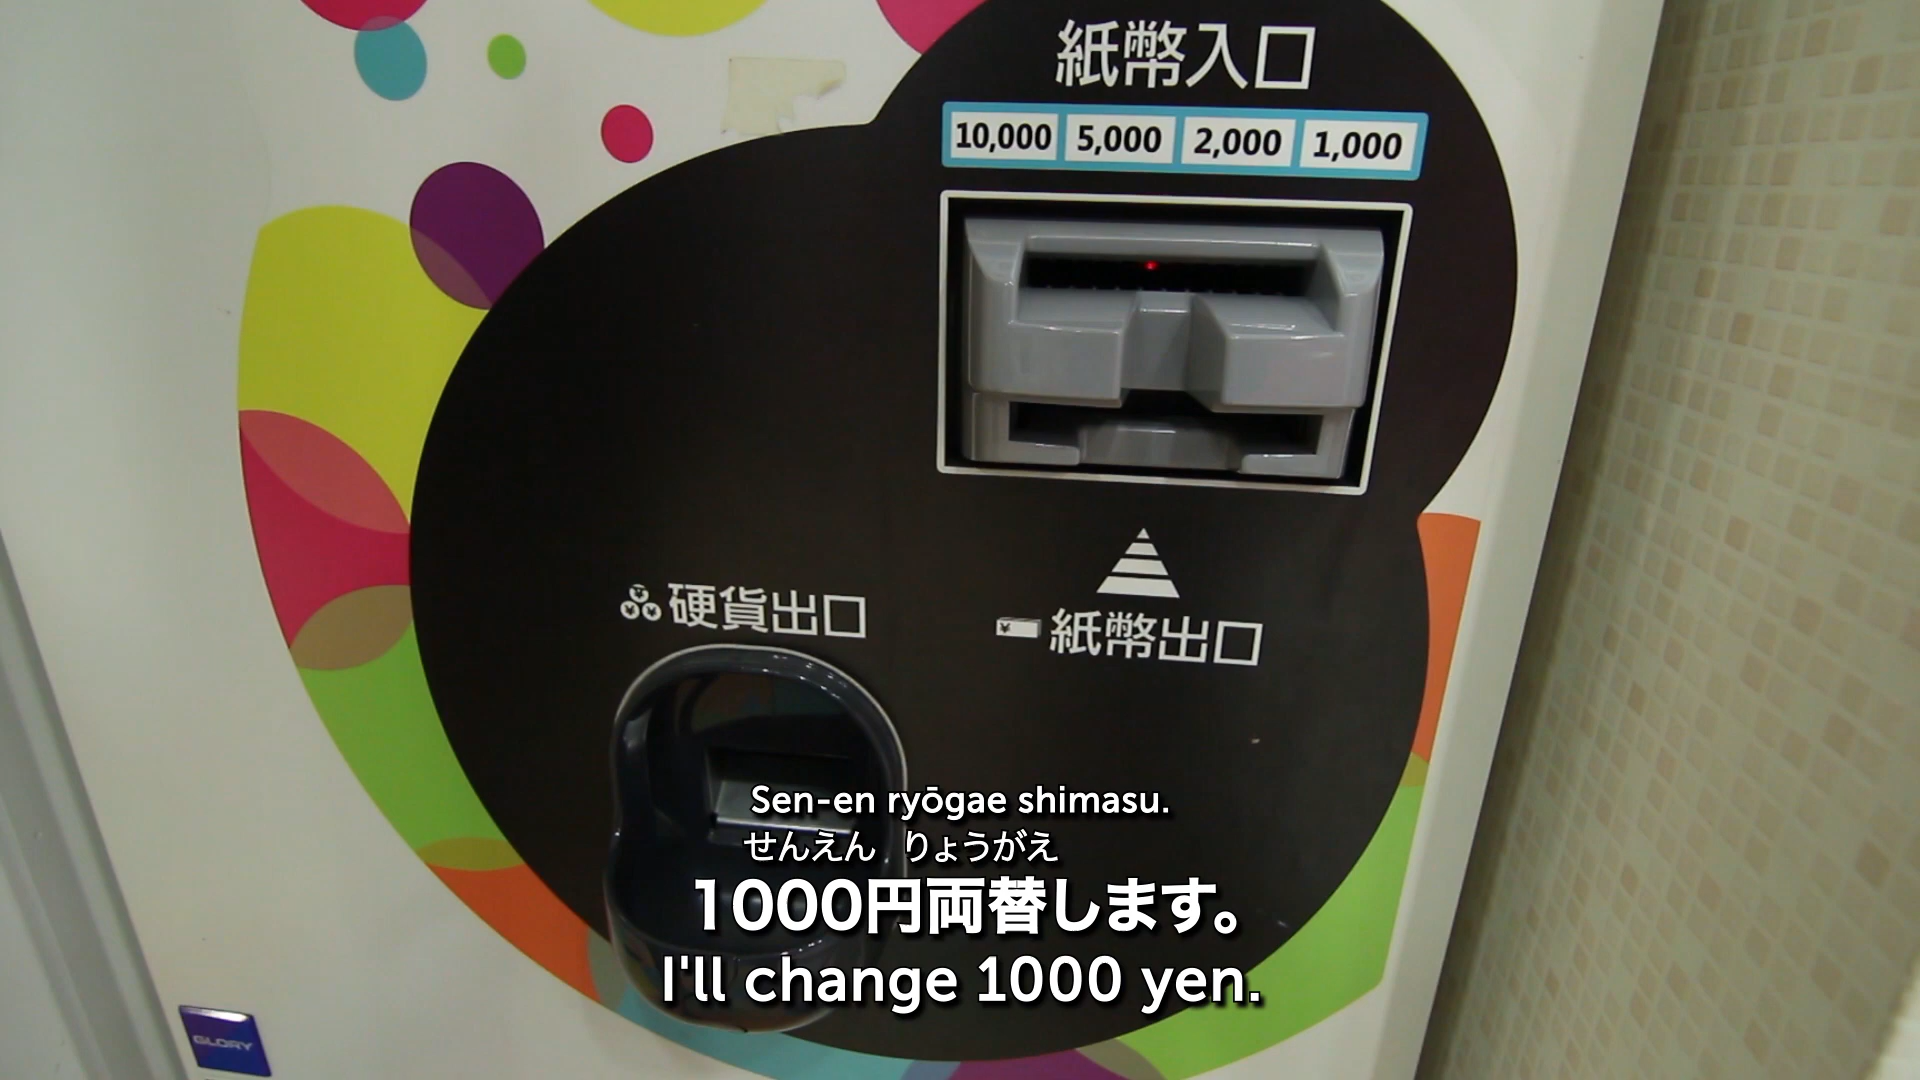 紙幣入口
10,000 5,000 2,000 1,000
硬貨出口
紙幣出口
Sen-en ryōgae shimasu.
せんえん りょうがえ
1000円両替します。
I'll change 1000 yen.
GLORY